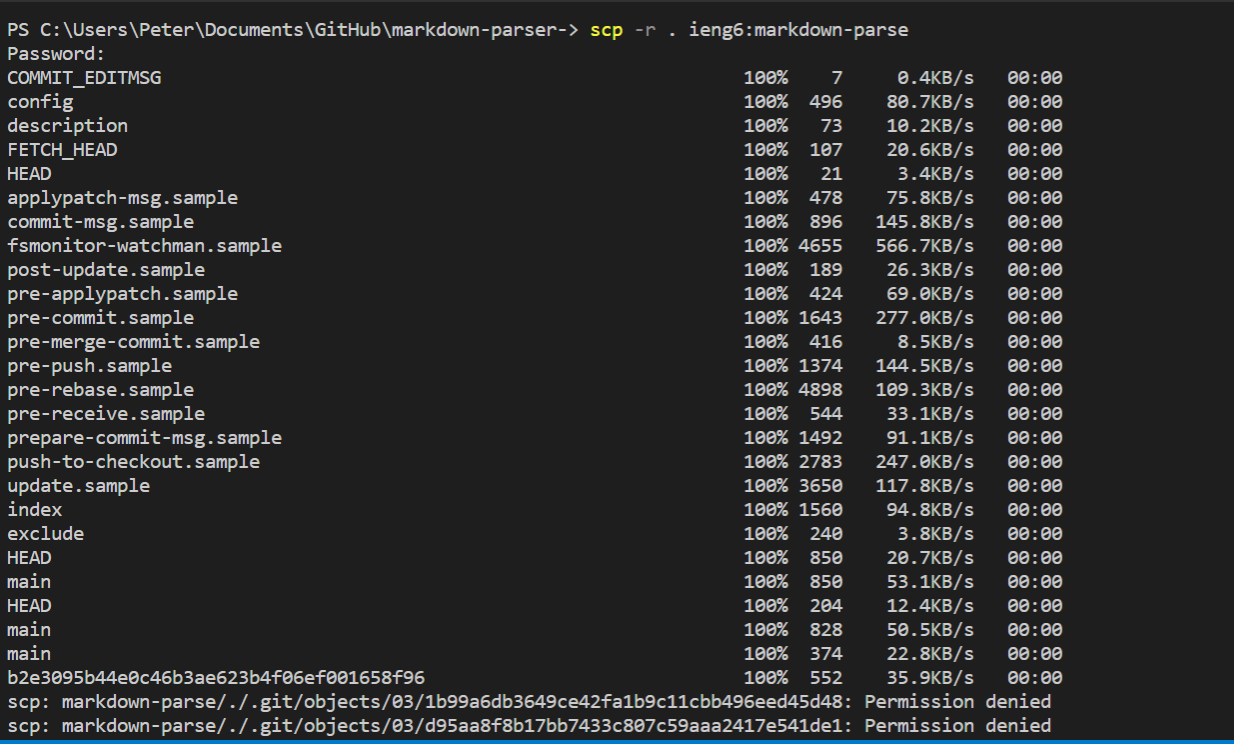 PS C:\Users\Peter\Documents\GitHub\markdown-parser-> scp -r . ieng6:markdown-parse
Password:
COMMIT_EDITMSG 100% 7 0.4KB/s 00:00
config 100% 496 80.7KB/s 00:00
description 100% 73 10.2KB/s 00:00
FETCH_HEAD 100% 107 20.6KB/s 00:00
HEAD 100% 21 3.4KB/s 00:00
applypatch-msg.sample 100% 478 75.8KB/s 00:00
commit-msg.sample 100% 896 145.8KB/s 00:00
fsmonitor-watchman.sample 100% 4655 566.7KB/s 00:00
post-update.sample 100% 189 26.3KB/s 00:00
pre-applypatch.sample 100% 424 69.0KB/s 00:00
pre-commit.sample 100% 1643 277.0KB/s 00:00
pre-merge-commit.sample 100% 416 8.5KB/s 00:00
pre-push.sample 100% 1374 144.5KB/s 00:00
pre-rebase.sample 100% 4898 109.3KB/s 00:00
pre-receive.sample 100% 544 33.1KB/s 00:00
prepare-commit-msg.sample 100% 1492 91.1KB/s 00:00
push-to-checkout.sample 100% 2783 247.0KB/s 00:00
update.sample 100% 3650 117.8KB/s 00:00
index 100% 1560 94.8KB/s 00:00
exclude 100% 240 3.8KB/s 00:00
HEAD 100% 850 20.7KB/s 00:00
main 100% 850 53.1KB/s 00:00
HEAD 100% 204 12.4KB/s 00:00
main 100% 828 50.5KB/s 00:00
main 100% 374 22.8KB/s 00:00
b2e3095b44e0c46b3ae623b4f06ef001658f96 100% 552 35.9KB/s 00:00
scp: markdown-parse/./.git/objects/03/1b99a6db3649ce42fa1b9c11cbb496eed45d48: Permission denied
scp: markdown-parse/./.git/objects/03/d95aa8f8b17bb7433c807c59aaa2417e541de1: Permission denied